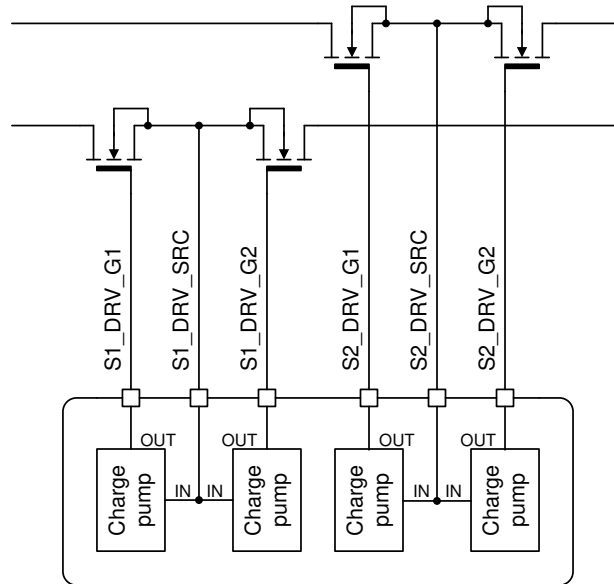 S1_DRV_G1
S1_DRV_SRC
S1_DRV_G2
S2_DRV_G1
S2_DRV_SRC
S2_DRV_G2
OUT
OUT
OUT
OUT
Charge
pump
IN
IN
Charge
pump
Charge
pump
IN
IN
Charge
pump